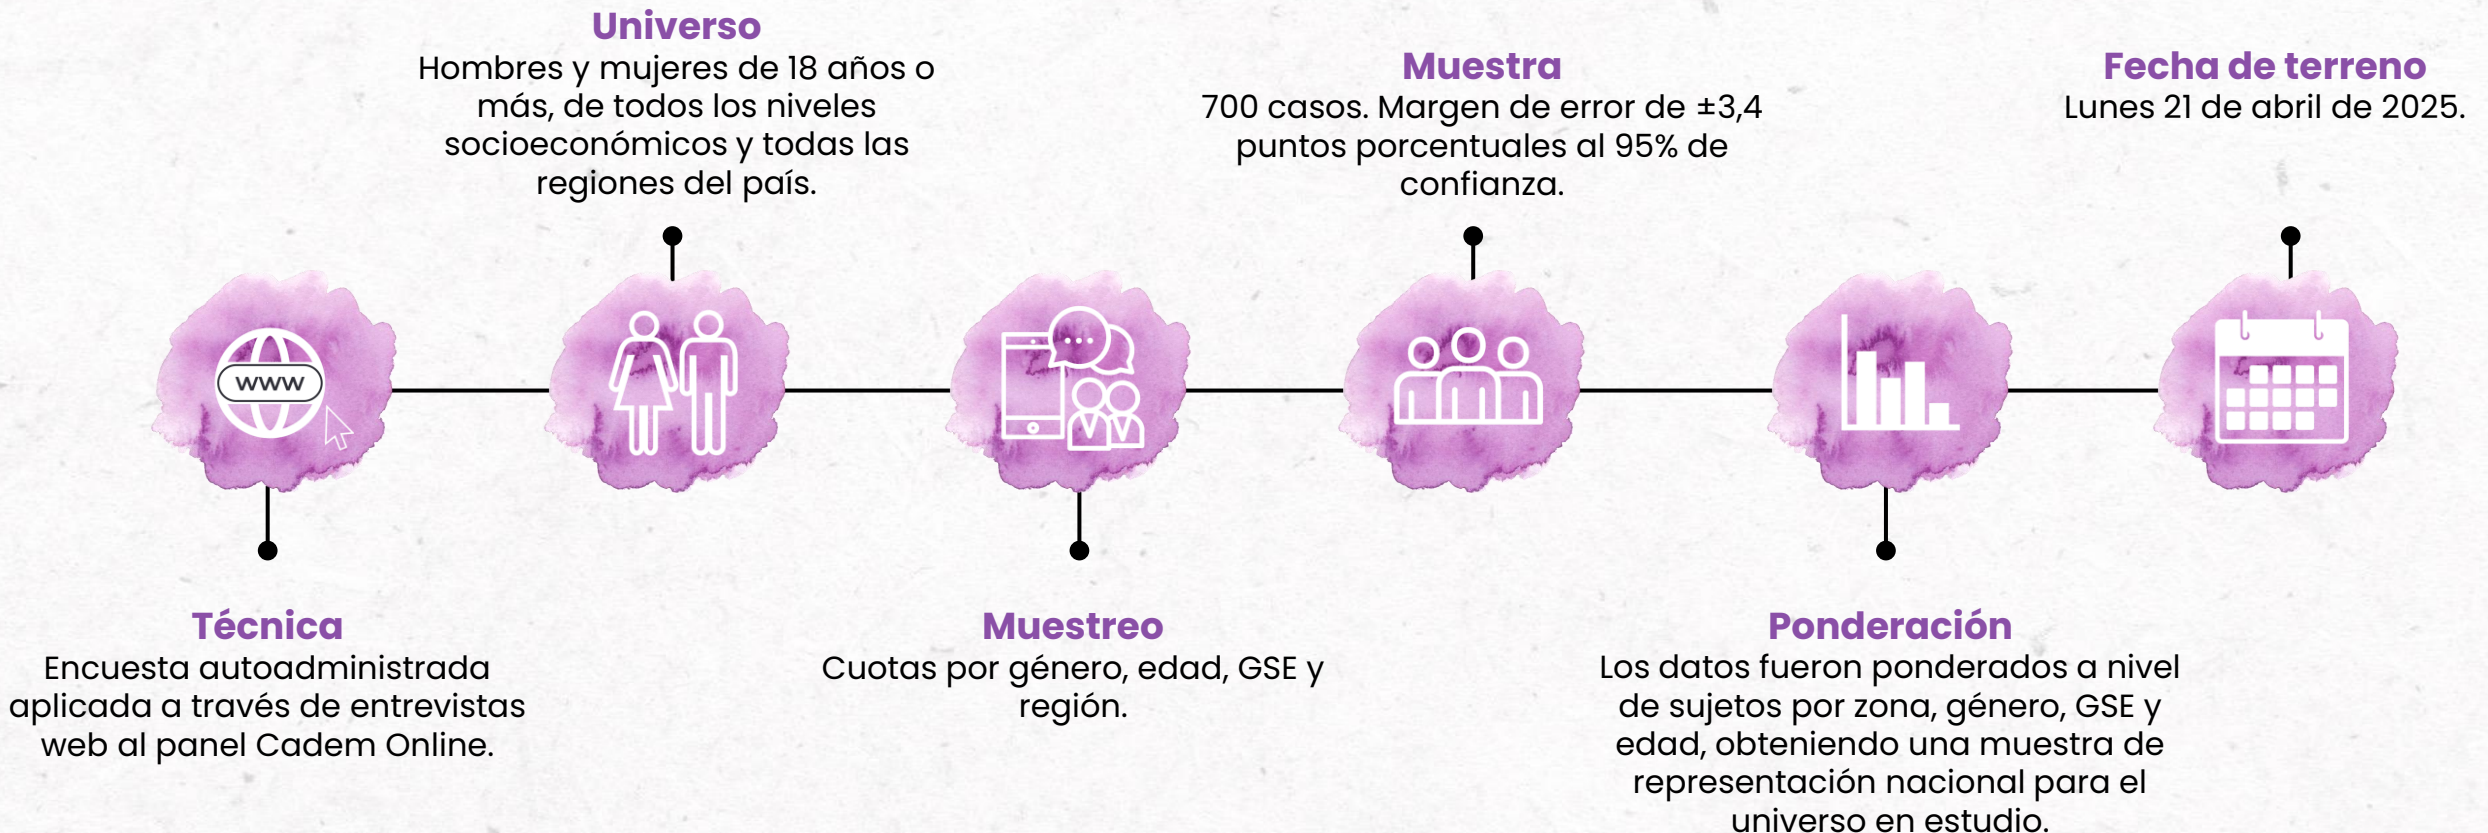 Universo
Hombres y mujeres de 18 años o
más, de todos los niveles
socioeconómicos y todas las
regiones del país.
Muestra
700 casos. Margen de error de ±3,4
puntos porcentuales al 95% de
confianza.
Fecha de terreno
Lunes 21 de abril de 2025.
www
Técnica
Encuesta autoadministrada
aplicada a través de entrevistas
web al panel Cadem Online.
Muestreo
Cuotas por género, edad, GSE y
región.
Ponderación
Los datos fueron ponderados a nivel
de sujetos por zona, género, GSE y
edad, obteniendo una muestra de
representación nacional para el
universo en estudio.